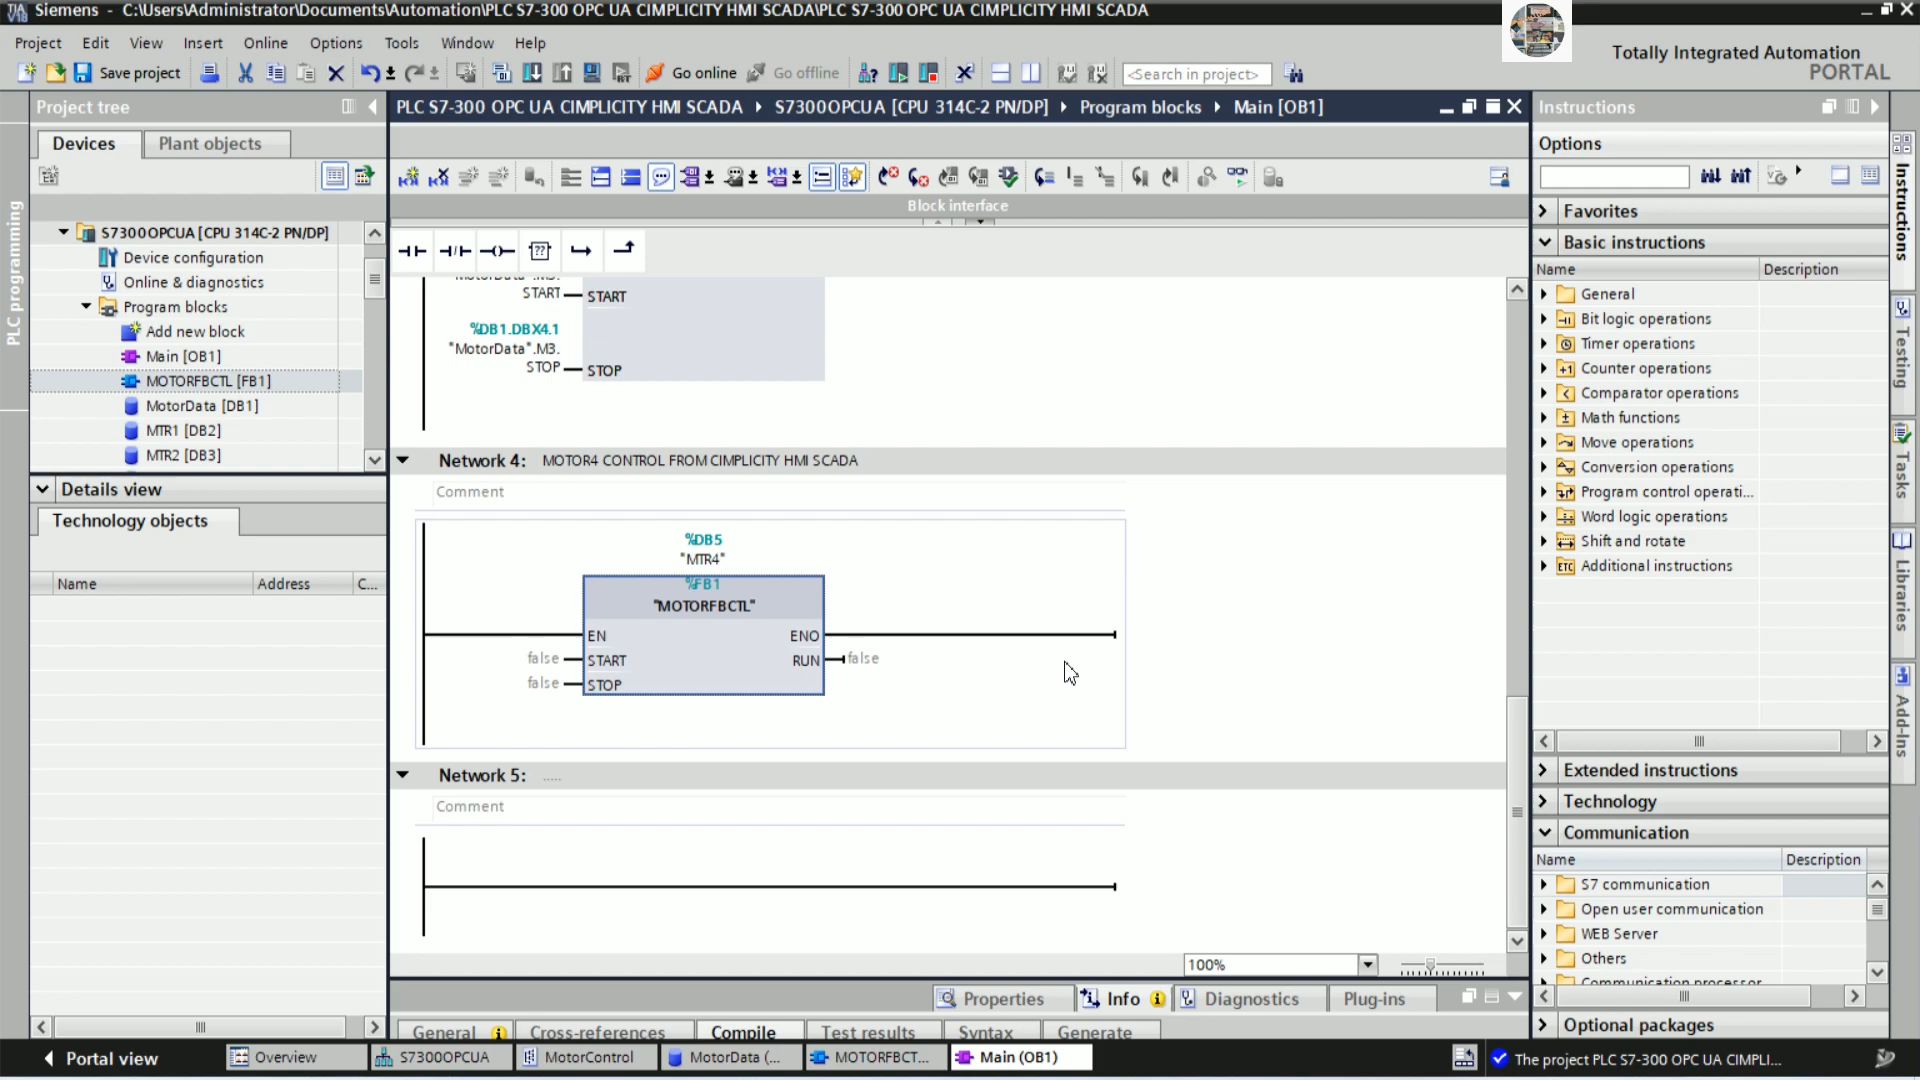 Siemens - C:\Users\Administrator\Documents\Automation\PLC S7-300 OPC UA CIMPLICITY HMI SCADA\PLC S7-300 OPC UA CIMPLICITY HMI SCADA
Project Edit View Insert Online Options Tools Window Help
Totally Integrated Automation
PORTAL
Save project
Go online
Go offline
<Search in project>
Project tree
Devices
Plant objects
PLC programming
S7300OPCUA [CPU 314C-2 PN/DP]
Device configuration
Online & diagnostics
Program blocks
Add new block
Main [OB1]
MOTORFBCTL [FB1]
MotorData [DB1]
MTR1 [DB2]
MTR2 [DB3]
Details view
Technology objects
Name Address C...
PLC S7-300 OPC UA CIMPLICITY HMI SCADA S7300OPCUA [CPU 314C-2 PN/DP] Program blocks Main [OB1]
Block interface
START
START
%DB1.DBX4.1
"MotorData".M3.
STOP
STOP
Network 4: MOTOR4 CONTROL FROM CIMPLICITY HMI SCADA
Comment
%DB5
"MTR4"
%FB1
"MOTORFBCTL"
EN ENO
false START RUN false
false STOP
Network 5: .....
Comment
100%
Properties
Info
Diagnostics
Plug-ins
General
Cross-references
Compile
Test results
Syntax
Generate
Instructions
Options
Favorites
Basic instructions
Name Description
General
Bit logic operations
Timer operations
Counter operations
Comparator operations
Math functions
Move operations
Conversion operations
Program control operati...
Word logic operations
Shift and rotate
Additional instructions
Extended instructions
Technology
Communication
Name Description
S7 communication
Open user communication
WEB Server
Others
Communication processor
Optional packages
Instructions
Testing
Tasks
Libraries
Add-Ins
Portal view
Overview
S7300OPCUA
MotorControl
MotorData (...
MOTORFBCT...
Main (OB1)
The project PLC S7-300 OPC UA CIMPLI...